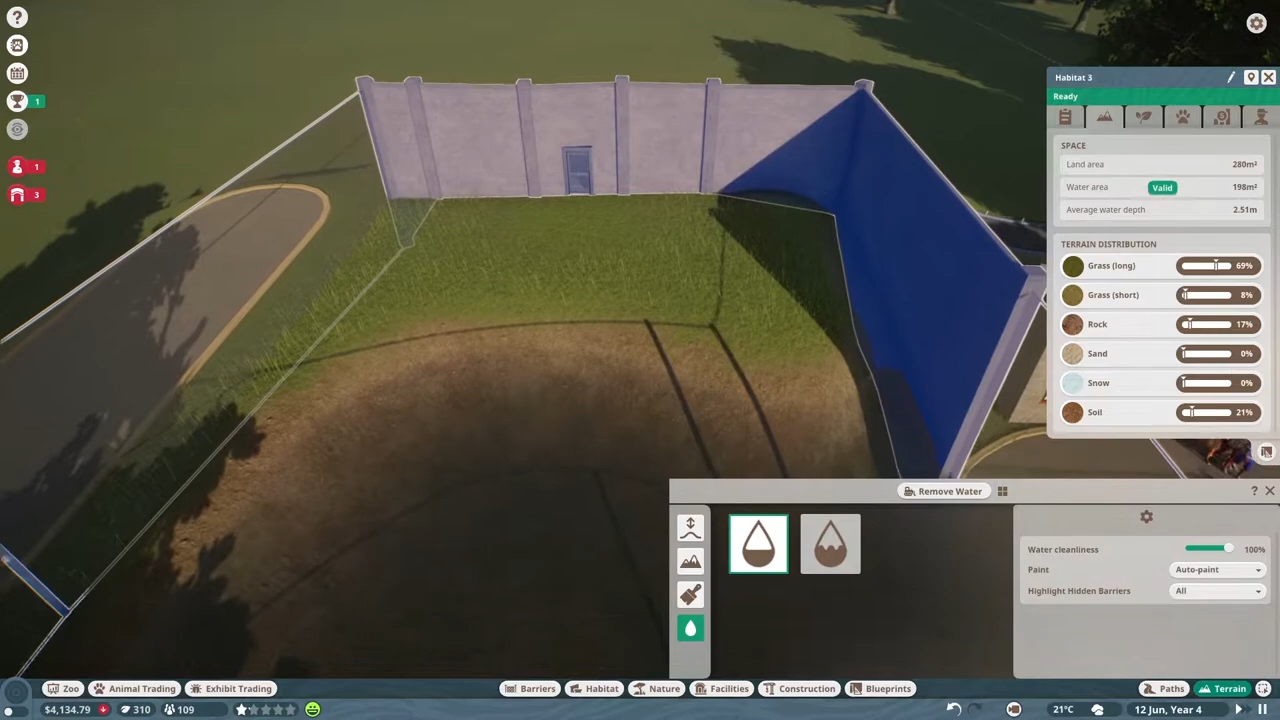 ?
1
1
3
Habitat 3
Ready
SPACE
Land area 280m²
Water area Valid 198m²
Average water depth 2.51m
TERRAIN DISTRIBUTION
Grass (long) 69%
Grass (short) 8%
Rock 17%
Sand 0%
Snow 0%
Soil 21%
Remove Water ?
Water cleanliness 100%
Paint Auto-paint
Highlight Hidden Barriers All
Zoo Animal Trading Exhibit Trading Barriers Habitat Nature Facilities Construction Blueprints Paths Terrain
$4,134.79 310 109 21°C 12 Jun, Year 4